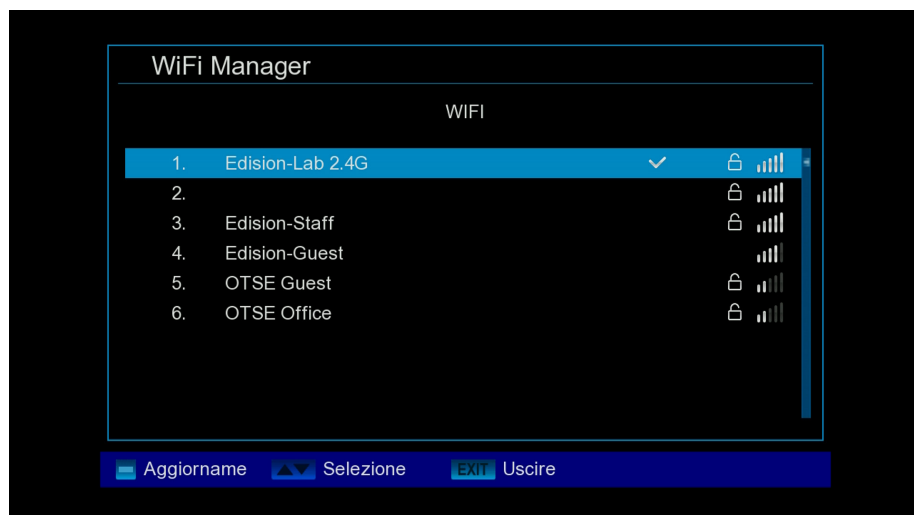 WiFi Manager
WIFI
1. Edision-Lab 2.4G
2.
3. Edision-Staff
4. Edision-Guest
5. OTSE Guest
6. OTSE Office
Aggiorname Selezione EXIT Uscire